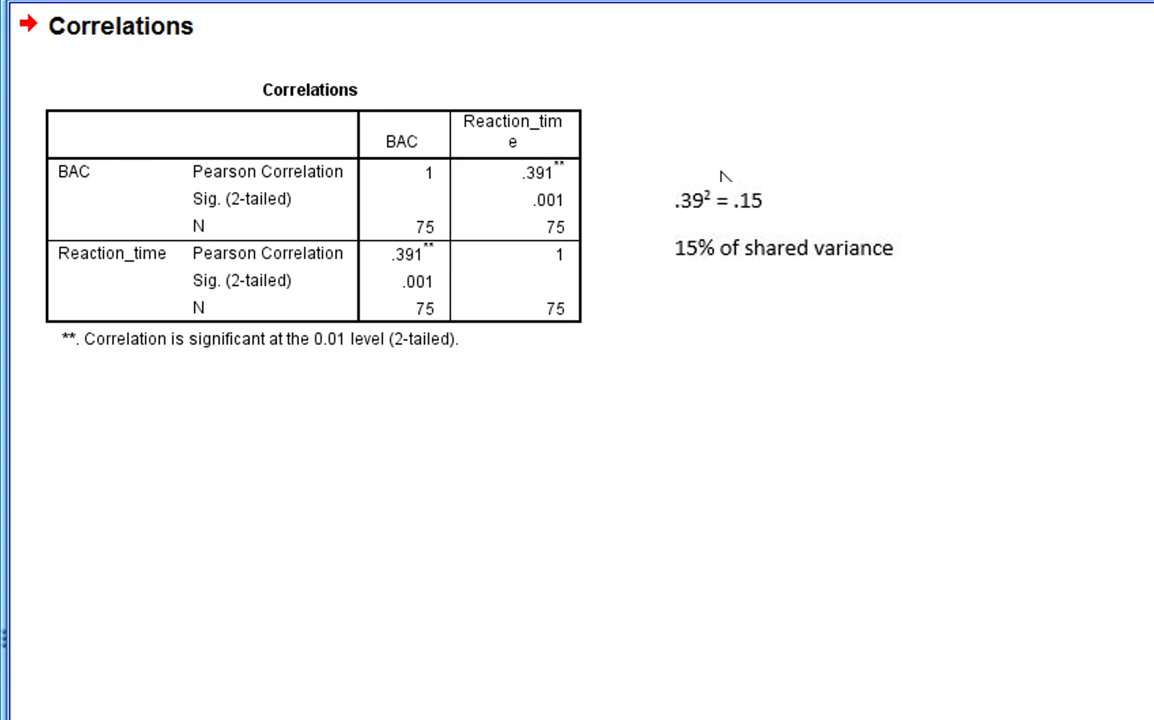 Correlations
Correlations
BAC Reaction_tim
e
BAC Pearson Correlation 1 .391**
Sig. (2-tailed) .001
N 75 75
Reaction_time Pearson Correlation .391** 1
Sig. (2-tailed) .001
N 75 75
**. Correlation is significant at the 0.01 level (2-tailed).
.39² = .15
15% of shared variance